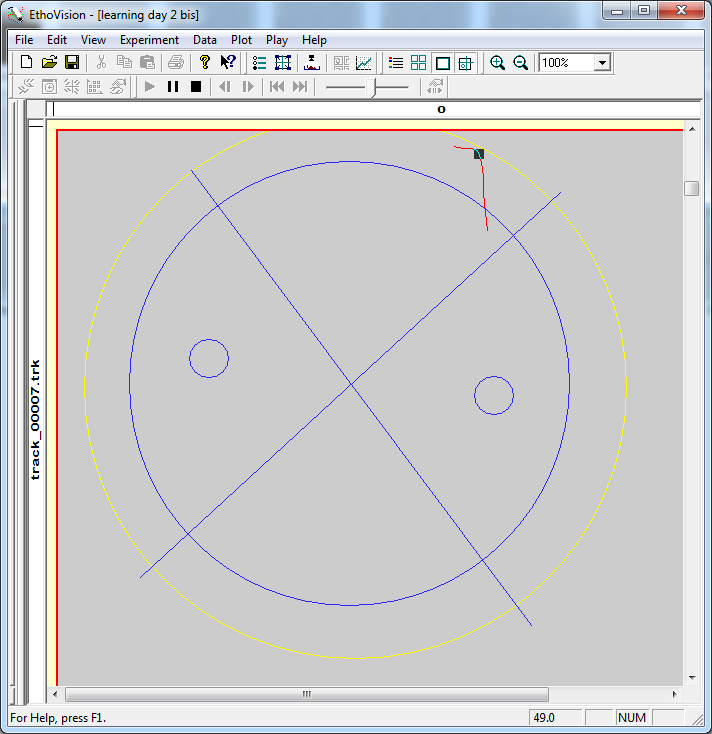 EthoVision - [learning day 2 bis]
File Edit View Experiment Data Plot Play Help
100%
o
track_00007.trk
For Help, press F1.
49.0
NUM